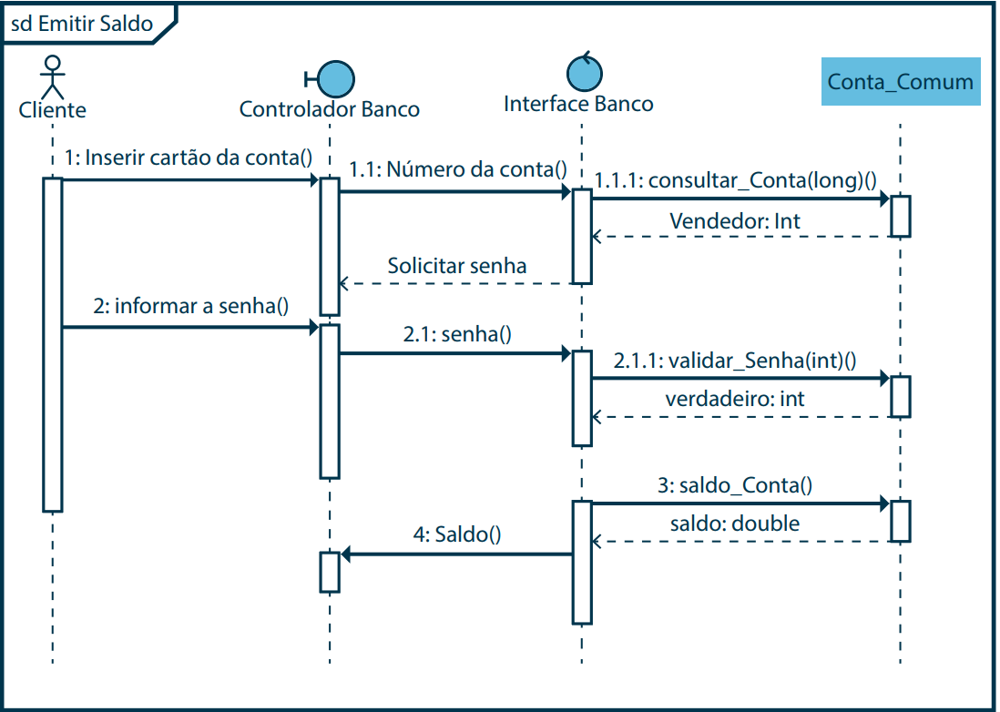 sd Emitir Saldo
Cliente
Controlador Banco
Interface Banco
Conta_Comum
1: Inserir cartão da conta()
1.1: Número da conta()
1.1.1: consultar_Conta(long)()
Vendedor: Int
Solicitar senha
2: informar a senha()
2.1: senha()
2.1.1: validar_Senha(int)()
verdadeiro: int
3: saldo_Conta()
saldo: double
4: Saldo()